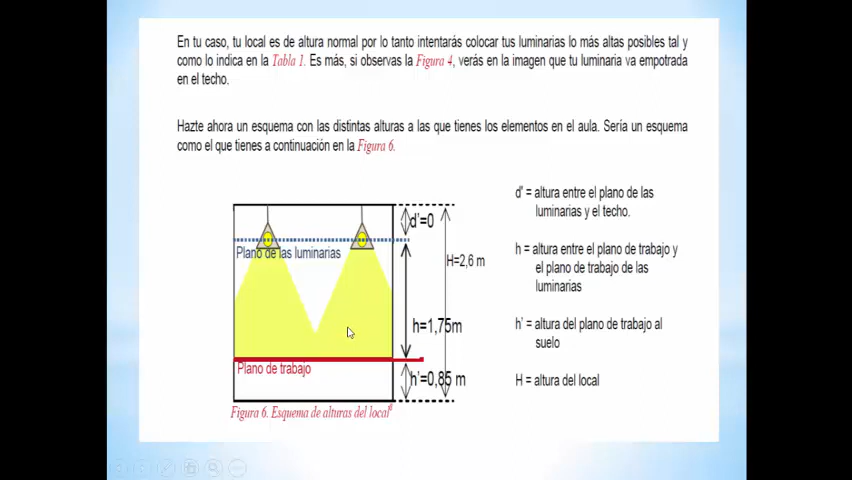 En tu caso, tu local es de altura normal por lo tanto intentarás colocar tus luminarias lo más altas posibles tal y
como lo indica en la Tabla 1. Es más, si observas la Figura 4, verás en la imagen que tu luminaria va empotrada
en el techo.
Hazte ahora un esquema con las distintas alturas a las que tienes los elementos en el aula. Sería un esquema
como el que tienes a continuación en la Figura 6.
d'=0
Plano de las luminarias
H=2,6 m
h=1,75m
Plano de trabajo
h'=0,85 m
Figura 6. Esquema de alturas del local
d' = altura entre el plano de las
luminarias y el techo.
h = altura entre el plano de trabajo y
el plano de trabajo de las
luminarias
h' = altura del plano de trabajo al
suelo
H = altura del local